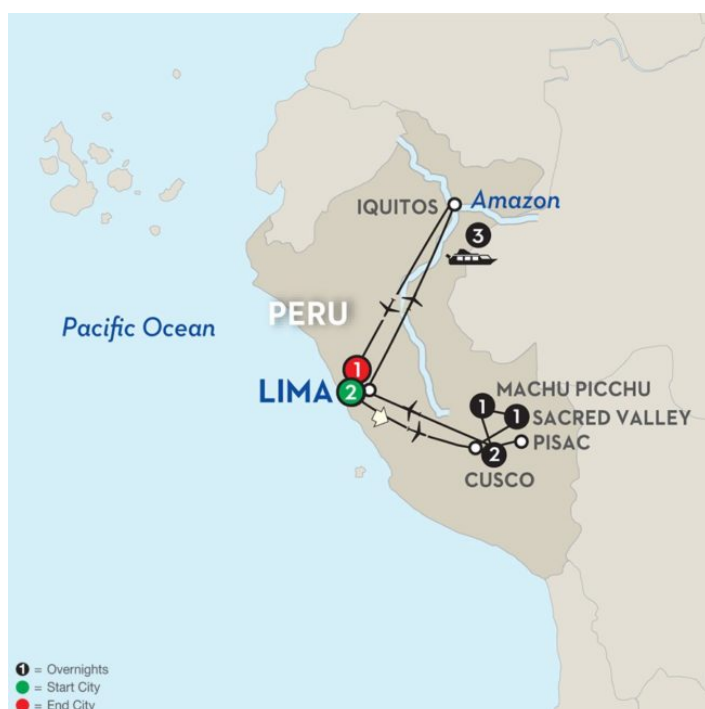 IQUITOS
Amazon
3
PERU
Pacific Ocean
1
LIMA
2
MACHU PICCHU
1
1
SACRED VALLEY
PISAC
2
CUSCO
1 = Overnights
= Start City
= End City